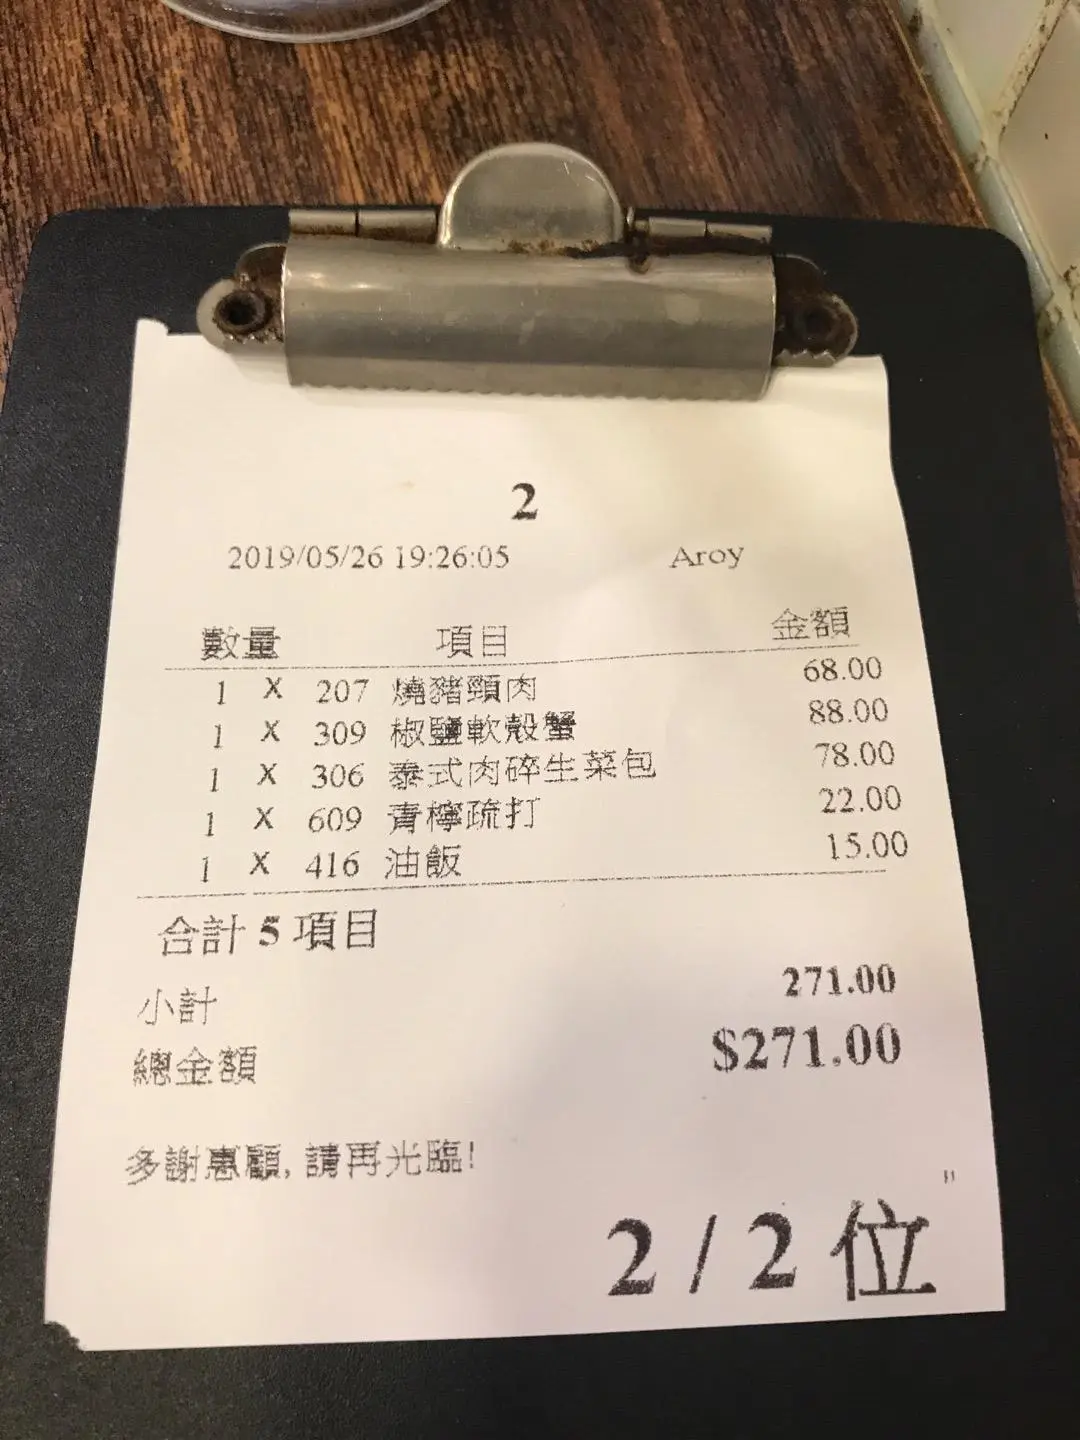 2
2019/05/26 19:26:05 Aroy
數量 項目 金額
1 X 207 燒豬頸肉 68.00
1 X 309 椒鹽軟殼蟹 88.00
1 X 306 泰式肉碎生菜包 78.00
1 X 609 青檸疏打 22.00
1 X 416 油飯 15.00
合計 5 項目
小計 271.00
總金額 $271.00
多謝惠顧, 請再光臨!
"
2 / 2 位